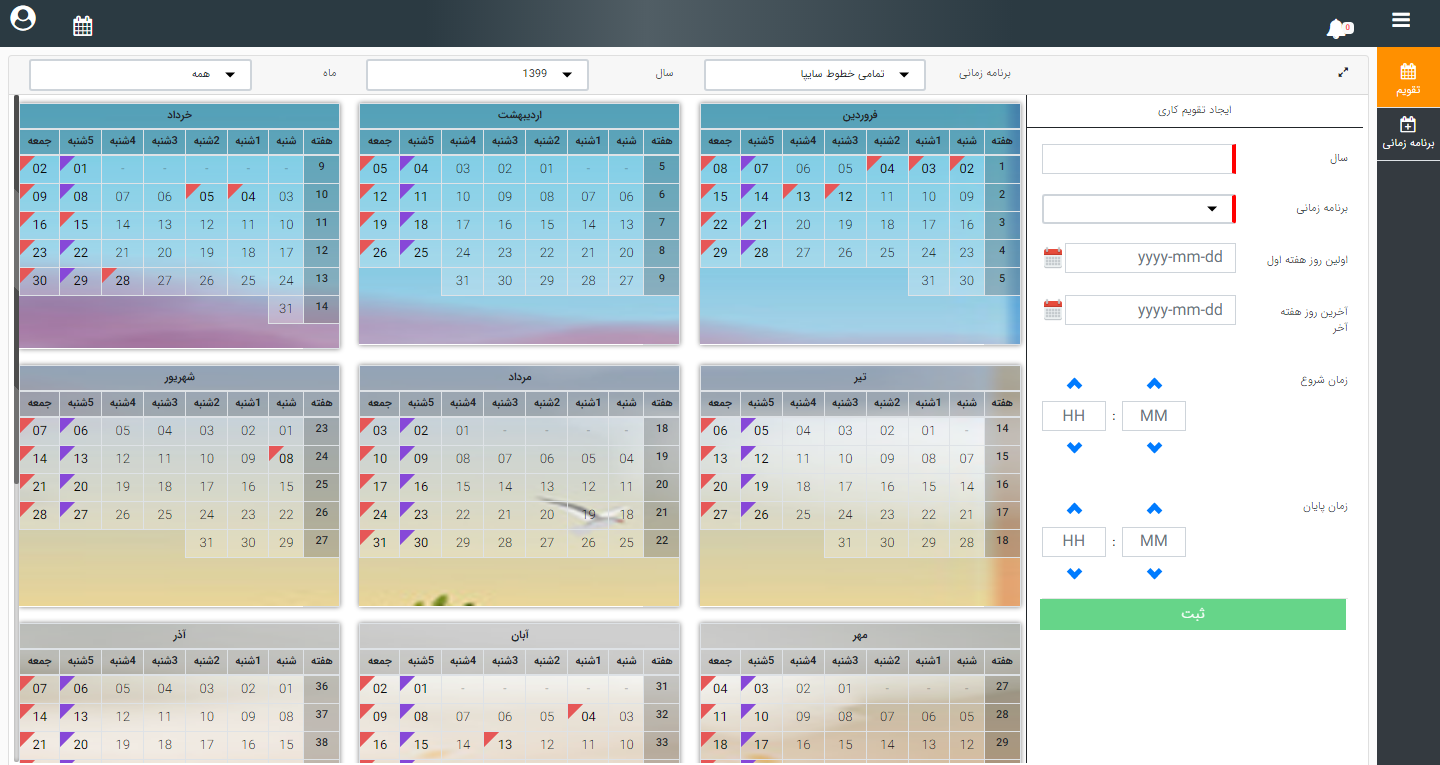 0
برنامه زمانی
تمامی خطوط سایپا
سال
1399
ماه
همه
تقویم
برنامه زمانی
ایجاد تقویم کاری
سال
برنامه زمانی
اولین روز هفته اول
yyyy-mm-dd
آخرین روز هفته
آخر
yyyy-mm-dd
زمان شروع
HH : MM
زمان پایان
HH : MM
ثبت
فروردین
هفته شنبه 1شنبه 2شنبه 3شنبه 4شنبه 5شنبه جمعه
1 02 03 04 05 06 07 08
2 09 10 11 12 13 14 15
3 16 17 18 19 20 21 22
4 23 24 25 26 27 28 29
5 30 31
اردیبهشت
هفته شنبه 1شنبه 2شنبه 3شنبه 4شنبه 5شنبه جمعه
5 - - 01 02 03 04 05
6 06 07 08 09 10 11 12
7 13 14 15 16 17 18 19
8 20 21 22 23 24 25 26
9 27 28 29 30 31
خرداد
هفته شنبه 1شنبه 2شنبه 3شنبه 4شنبه 5شنبه جمعه
9 - - - - - 01 02
10 03 04 05 06 07 08 09
11 10 11 12 13 14 15 16
12 17 18 19 20 21 22 23
13 24 25 26 27 28 29 30
14 31
تیر
هفته شنبه 1شنبه 2شنبه 3شنبه 4شنبه 5شنبه جمعه
14 - 01 02 03 04 05 06
15 07 08 09 10 11 12 13
16 14 15 16 17 18 19 20
17 21 22 23 24 25 26 27
18 28 29 30 31
مرداد
هفته شنبه 1شنبه 2شنبه 3شنبه 4شنبه 5شنبه جمعه
18 - - - - 01 02 03
19 04 05 06 07 08 09 10
20 11 12 13 14 15 16 17
21 18 19 20 21 22 23 24
22 25 26 27 28 29 30 31
شهریور
هفته شنبه 1شنبه 2شنبه 3شنبه 4شنبه 5شنبه جمعه
23 01 02 03 04 05 06 07
24 08 09 10 11 12 13 14
25 15 16 17 18 19 20 21
26 22 23 24 25 26 27 28
27 29 30 31
مهر
هفته شنبه 1شنبه 2شنبه 3شنبه 4شنبه 5شنبه جمعه
27 - - - 01 02 03 04
28 05 06 07 08 09 10 11
29 12 13 14 15 16 17 18
آبان
هفته شنبه 1شنبه 2شنبه 3شنبه 4شنبه 5شنبه جمعه
31 - - - - - 01 02
32 03 04 05 06 07 08 09
33 10 11 12 13 14 15 16
آذر
هفته شنبه 1شنبه 2شنبه 3شنبه 4شنبه 5شنبه جمعه
36 01 02 03 04 05 06 07
37 08 09 10 11 12 13 14
38 15 16 17 18 19 20 21